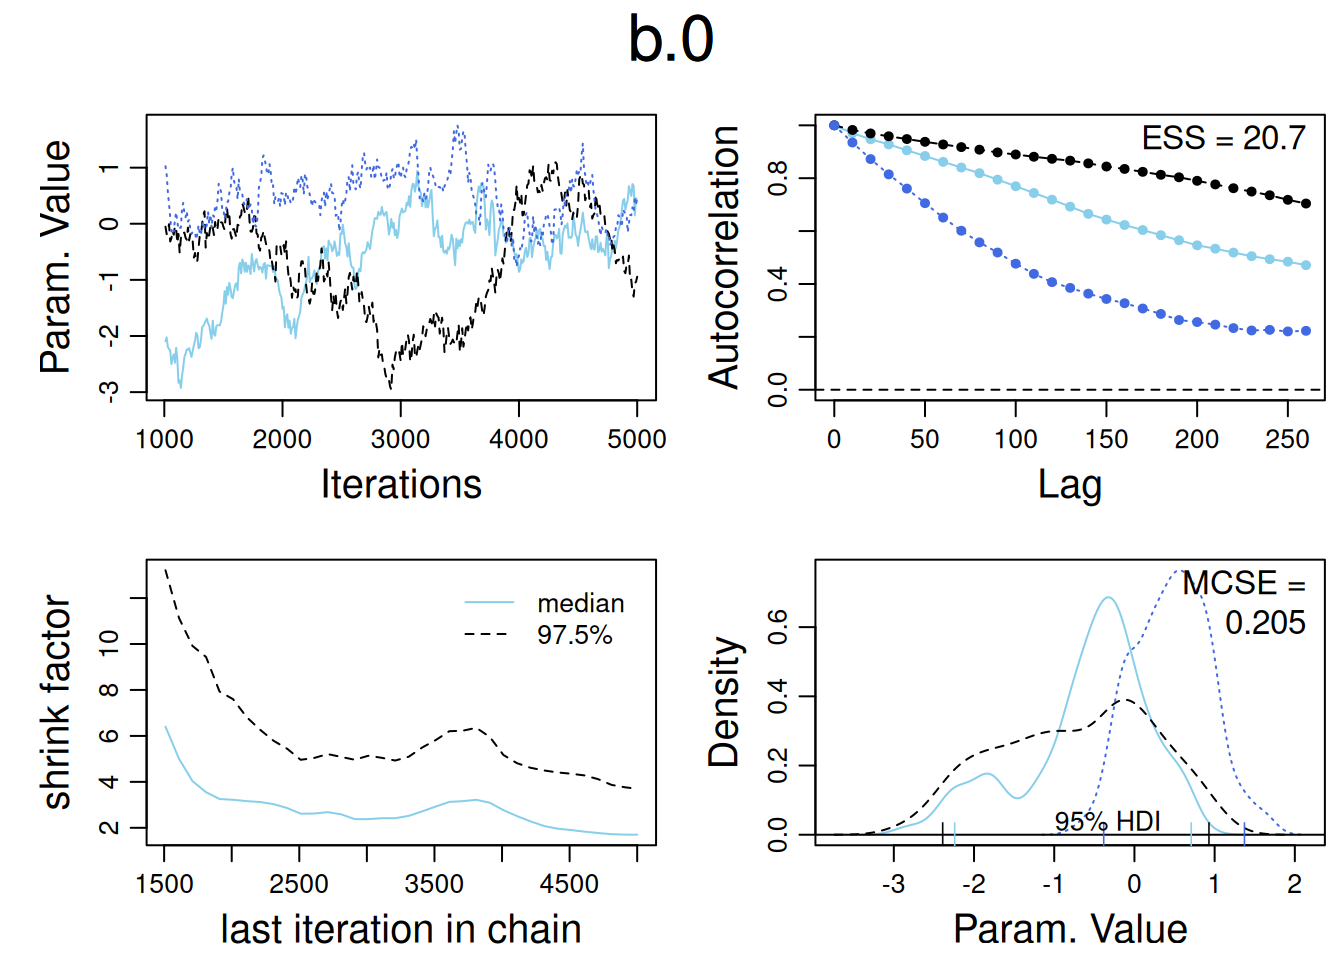 b.0
Param. Value
1
0
-1
-2
-3
1000 2000 3000 4000 5000
Iterations
Autocorrelation
0.8
0.4
0.0
ESS = 20.7
0 50 100 150 200 250
Lag
shrink factor
10
8
6
4
2
median
97.5%
1500 2500 3500 4500
last iteration in chain
Density
0.6
0.4
0.2
0.0
MCSE =
0.205
95% HDI
-3 -2 -1 0 1 2
Param. Value